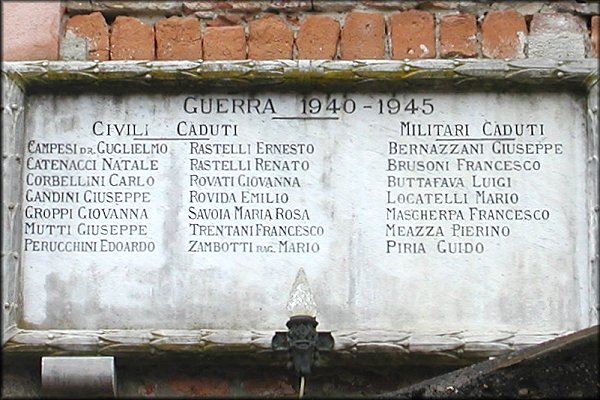 GUERRA 1940-1945
CIVILI CADUTI
CAMPESI DR. GUGLIELMO
CATENACCI NATALE
CORBELLINI CARLO
GANDINI GIUSEPPE
GROPPI GIOVANNA
MUTTI GIUSEPPE
PERUCCHINI EDOARDO
RASTELLI ERNESTO
RASTELLI RENATO
ROVATI GIOVANNA
ROVIDA EMILIO
SAVOIA MARIA ROSA
TRENTANI FRANCESCO
ZAMBOTTI RAG. MARIO
MILITARI CADUTI
BERNAZZANI GIUSEPPE
BRUSONI FRANCESCO
BUTTAFAVA LUIGI
LOCATELLI MARIO
MASCHERPA FRANCESCO
MEAZZA PIERINO
PIRIA GUIDO